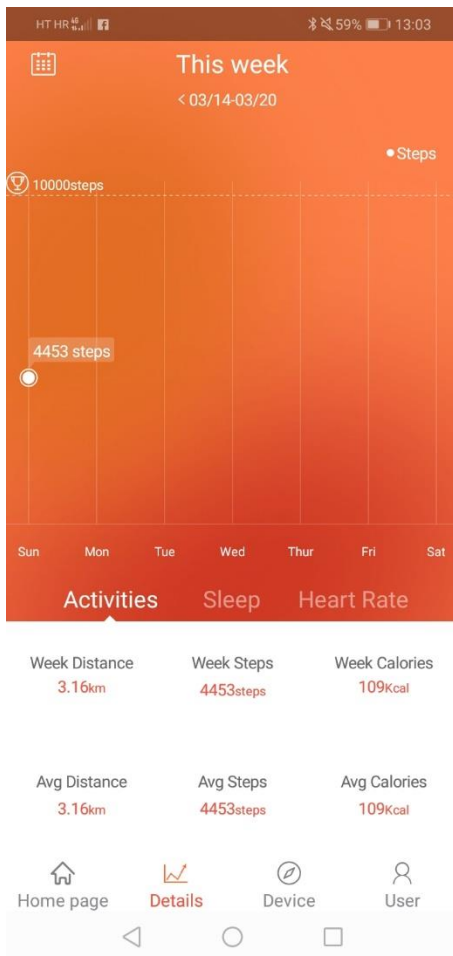 HT HR 4G 59% 13:03
This week
< 03/14-03/20
Steps
10000steps
4453 steps
Sun Mon Tue Wed Thur Fri Sat
Activities Sleep Heart Rate
Week Distance Week Steps Week Calories
3.16km 4453steps 109Kcal
Avg Distance Avg Steps Avg Calories
3.16km 4453steps 109Kcal
Home page Details Device User